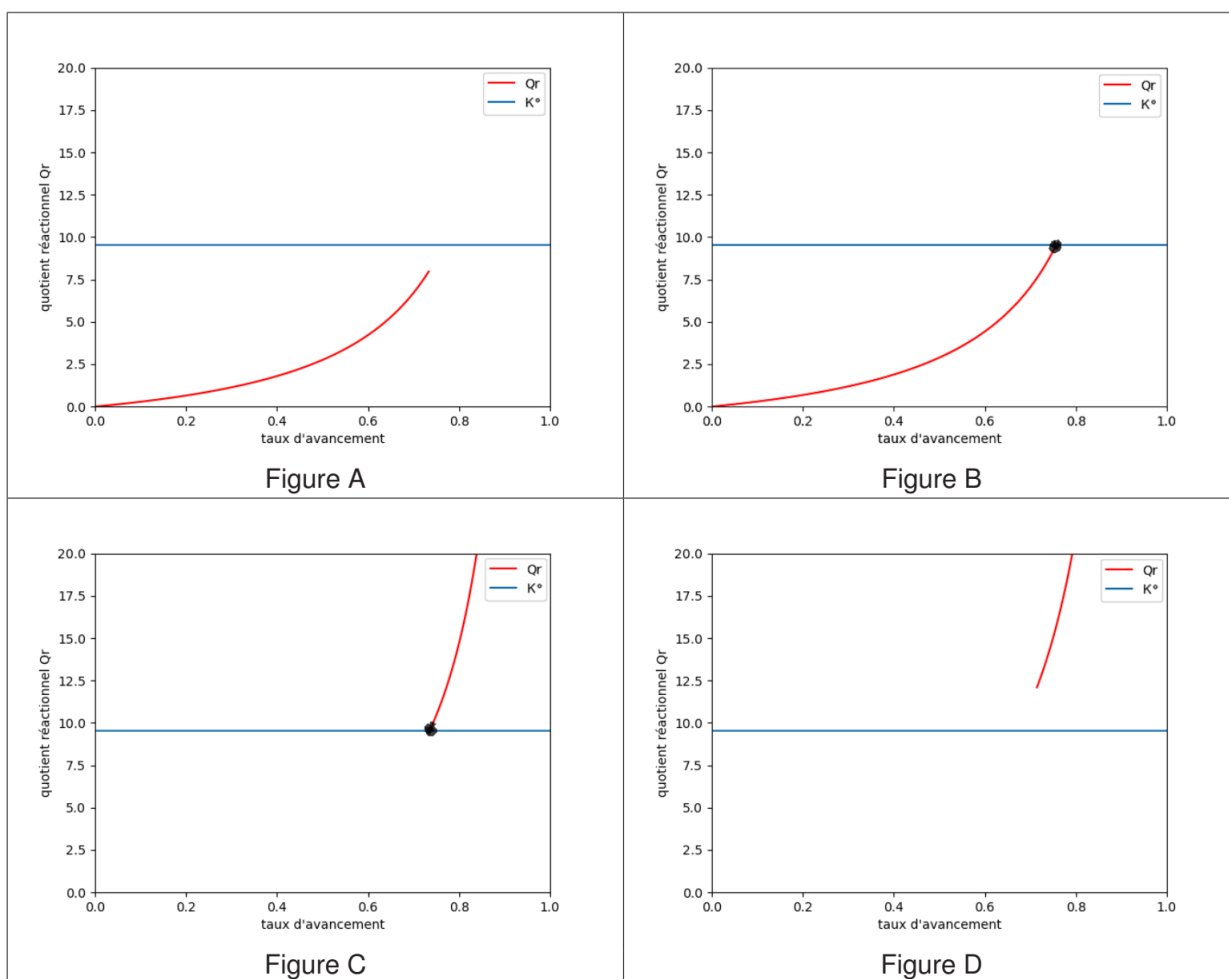 20.0
17.5
15.0
12.5
10.0
7.5
5.0
2.5
0.0
quotient réactionnel Qr
Qr
K°
0.0 0.2 0.4 0.6 0.8 1.0
taux d'avancement
Figure A
20.0
17.5
15.0
12.5
10.0
7.5
5.0
2.5
0.0
quotient réactionnel Qr
Qr
K°
0.0 0.2 0.4 0.6 0.8 1.0
taux d'avancement
Figure B
20.0
17.5
15.0
12.5
10.0
7.5
5.0
2.5
0.0
quotient réactionnel Qr
Qr
K°
0.0 0.2 0.4 0.6 0.8 1.0
taux d'avancement
Figure C
20.0
17.5
15.0
12.5
10.0
7.5
5.0
2.5
0.0
quotient réactionnel Qr
Qr
K°
0.0 0.2 0.4 0.6 0.8 1.0
taux d'avancement
Figure D